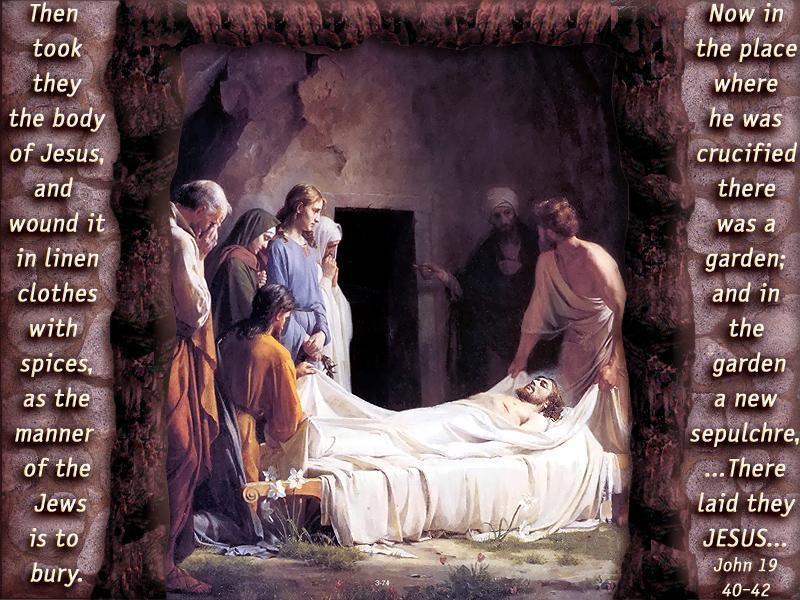 Then
took
they
the body
of Jesus,
and
wound it
in linen
clothes
with
spices,
as the
manner
of the
Jews
is to
bury.
Now in
the place
where
he was
crucified
there
was a
garden;
and in
the
garden
a new
sepulchre,
...There
laid they
JESUS...
John 19
40-42
3-74